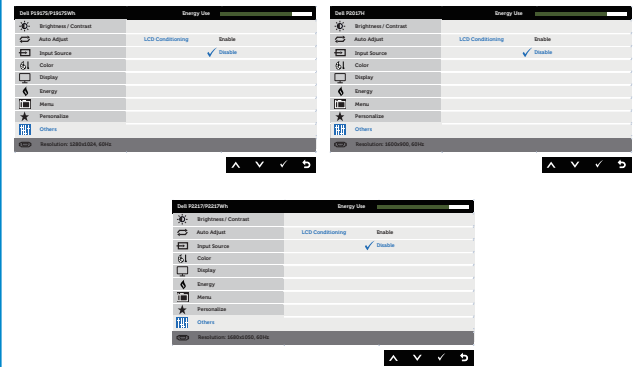 Dell P1917S/P1917SWh Energy Use
Brightness / Contrast
Auto Adjust LCD Conditioning Enable
Input Source Disable
Color
Display
Energy
Menu
Personalize
Others
Resolution: 1280x1024, 60Hz
Dell P2017H Energy Use
Brightness / Contrast
Auto Adjust LCD Conditioning Enable
Input Source Disable
Color
Display
Energy
Menu
Personalize
Others
Resolution: 1600x900, 60Hz
Dell P2217/P2217Wh Energy Use
Brightness / Contrast
Auto Adjust LCD Conditioning Enable
Input Source Disable
Color
Display
Energy
Menu
Personalize
Others
Resolution: 1680x1050, 60Hz